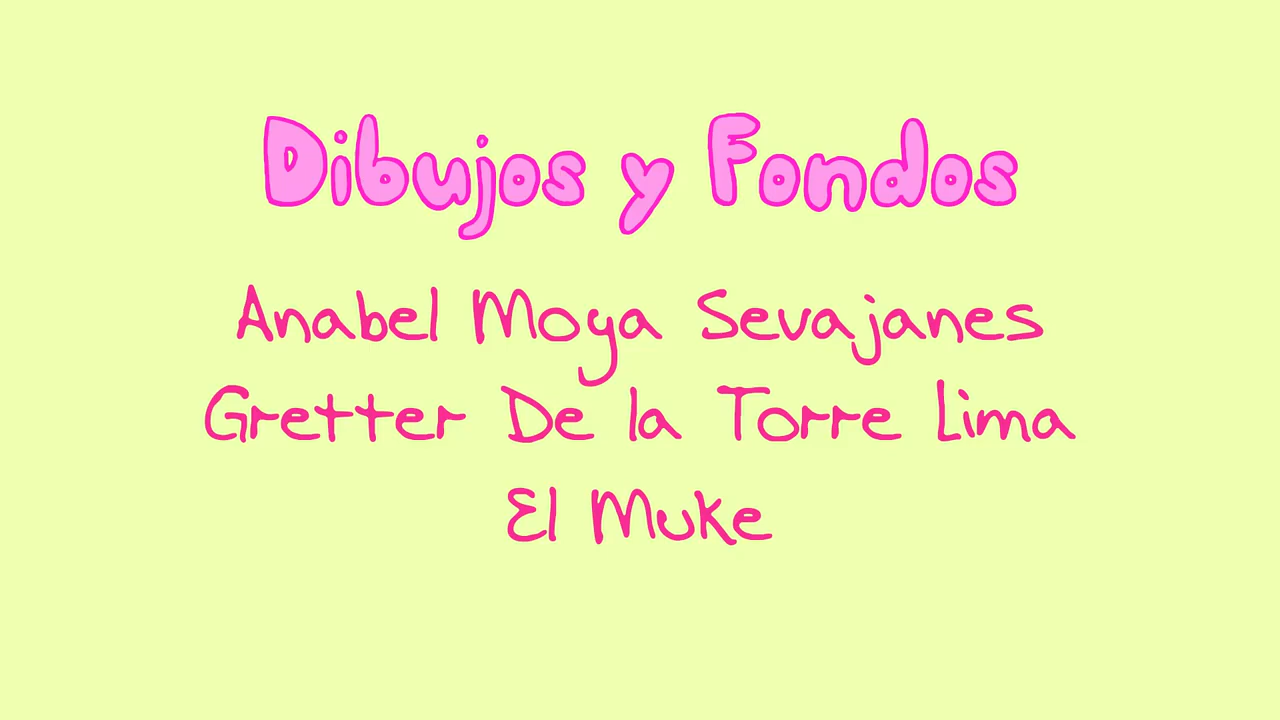 Dibujos y Fondos
Anabel Moya Sevajanes
Gretter De la Torre Lima
El Muke